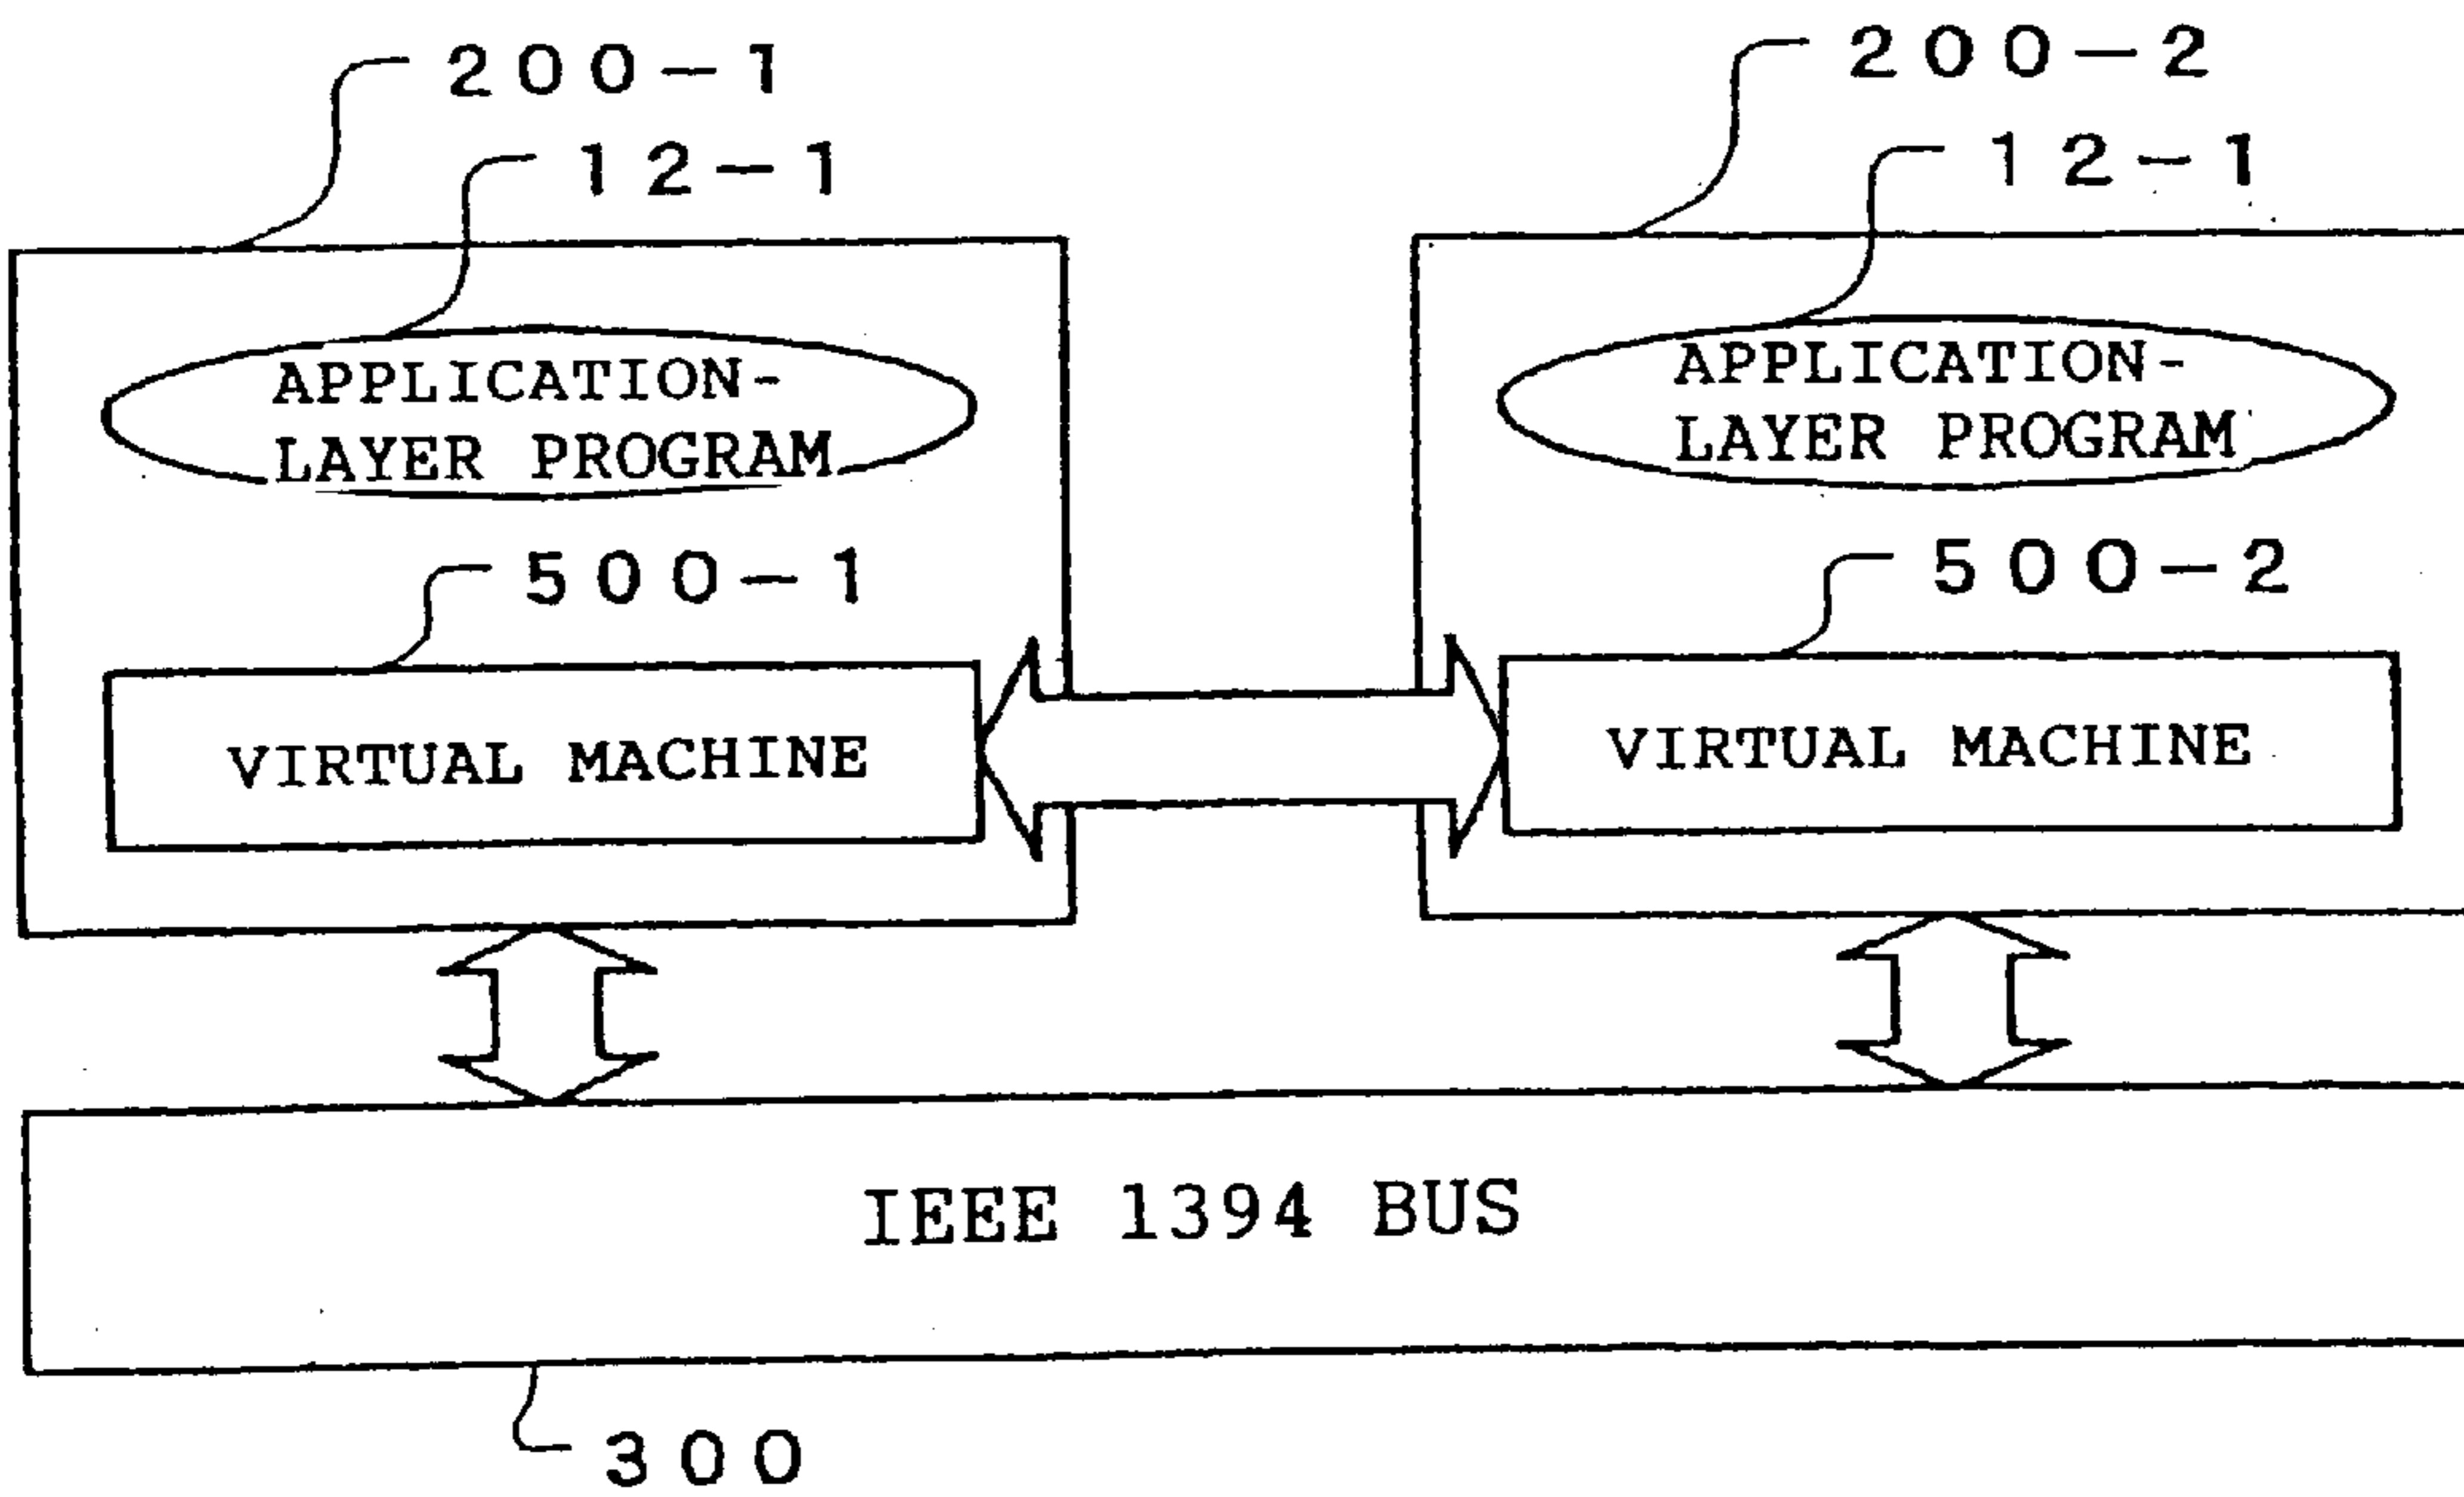 200-1
200-2
12-1
12-1
APPLICATION-
LAYER PROGRAM
APPLICATION-
LAYER PROGRAM
500-1
500-2
VIRTUAL MACHINE
VIRTUAL MACHINE
IEEE 1394 BUS
300